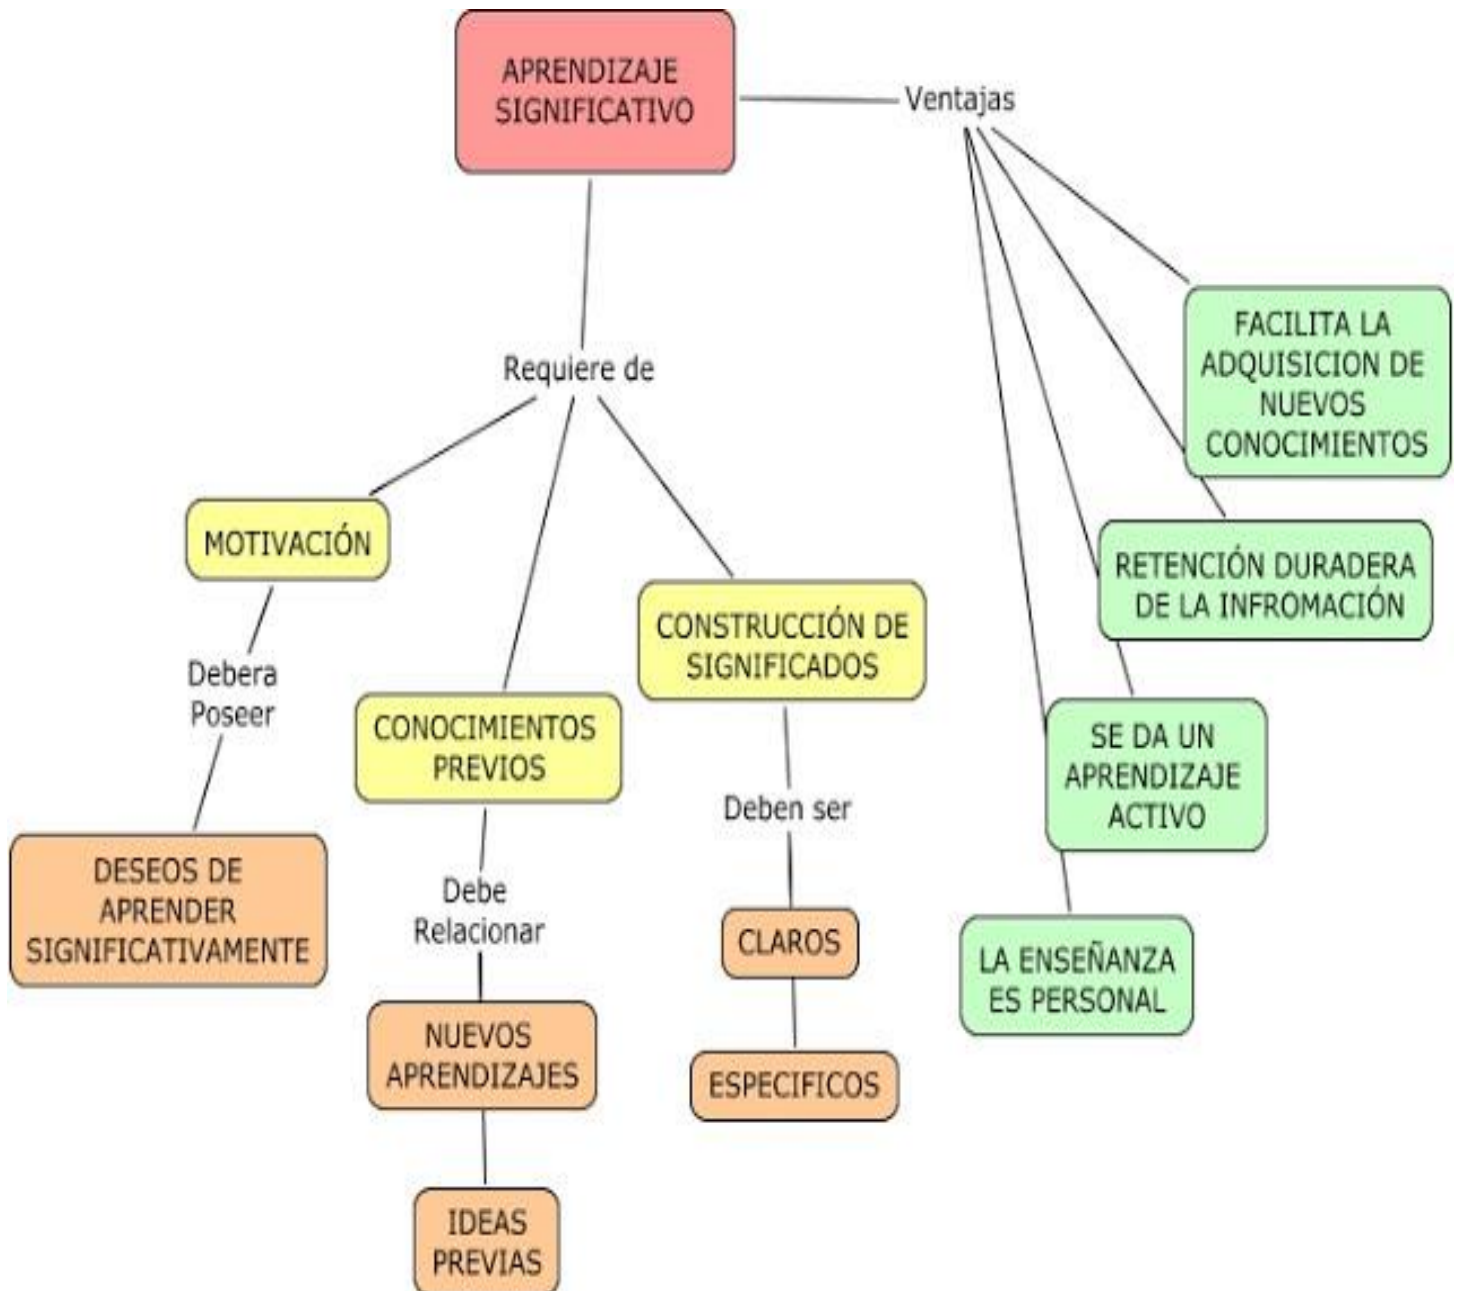 APRENDIZAJE
SIGNIFICATIVO
Ventajas
Requiere de
MOTIVACIÓN
Debera
Poseer
DESEOS DE
APRENDER
SIGNIFICATIVAMENTE
CONOCIMIENTOS
PREVIOS
Debe
Relacionar
NUEVOS
APRENDIZAJES
IDEAS
PREVIAS
CONSTRUCCIÓN DE
SIGNIFICADOS
Deben ser
CLAROS
ESPECIFICOS
FACILITA LA
ADQUISICION DE
NUEVOS
CONOCIMIENTOS
RETENCIÓN DURADERA
DE LA INFROMACIÓN
SE DA UN
APRENDIZAJE
ACTIVO
LA ENSEÑANZA
ES PERSONAL